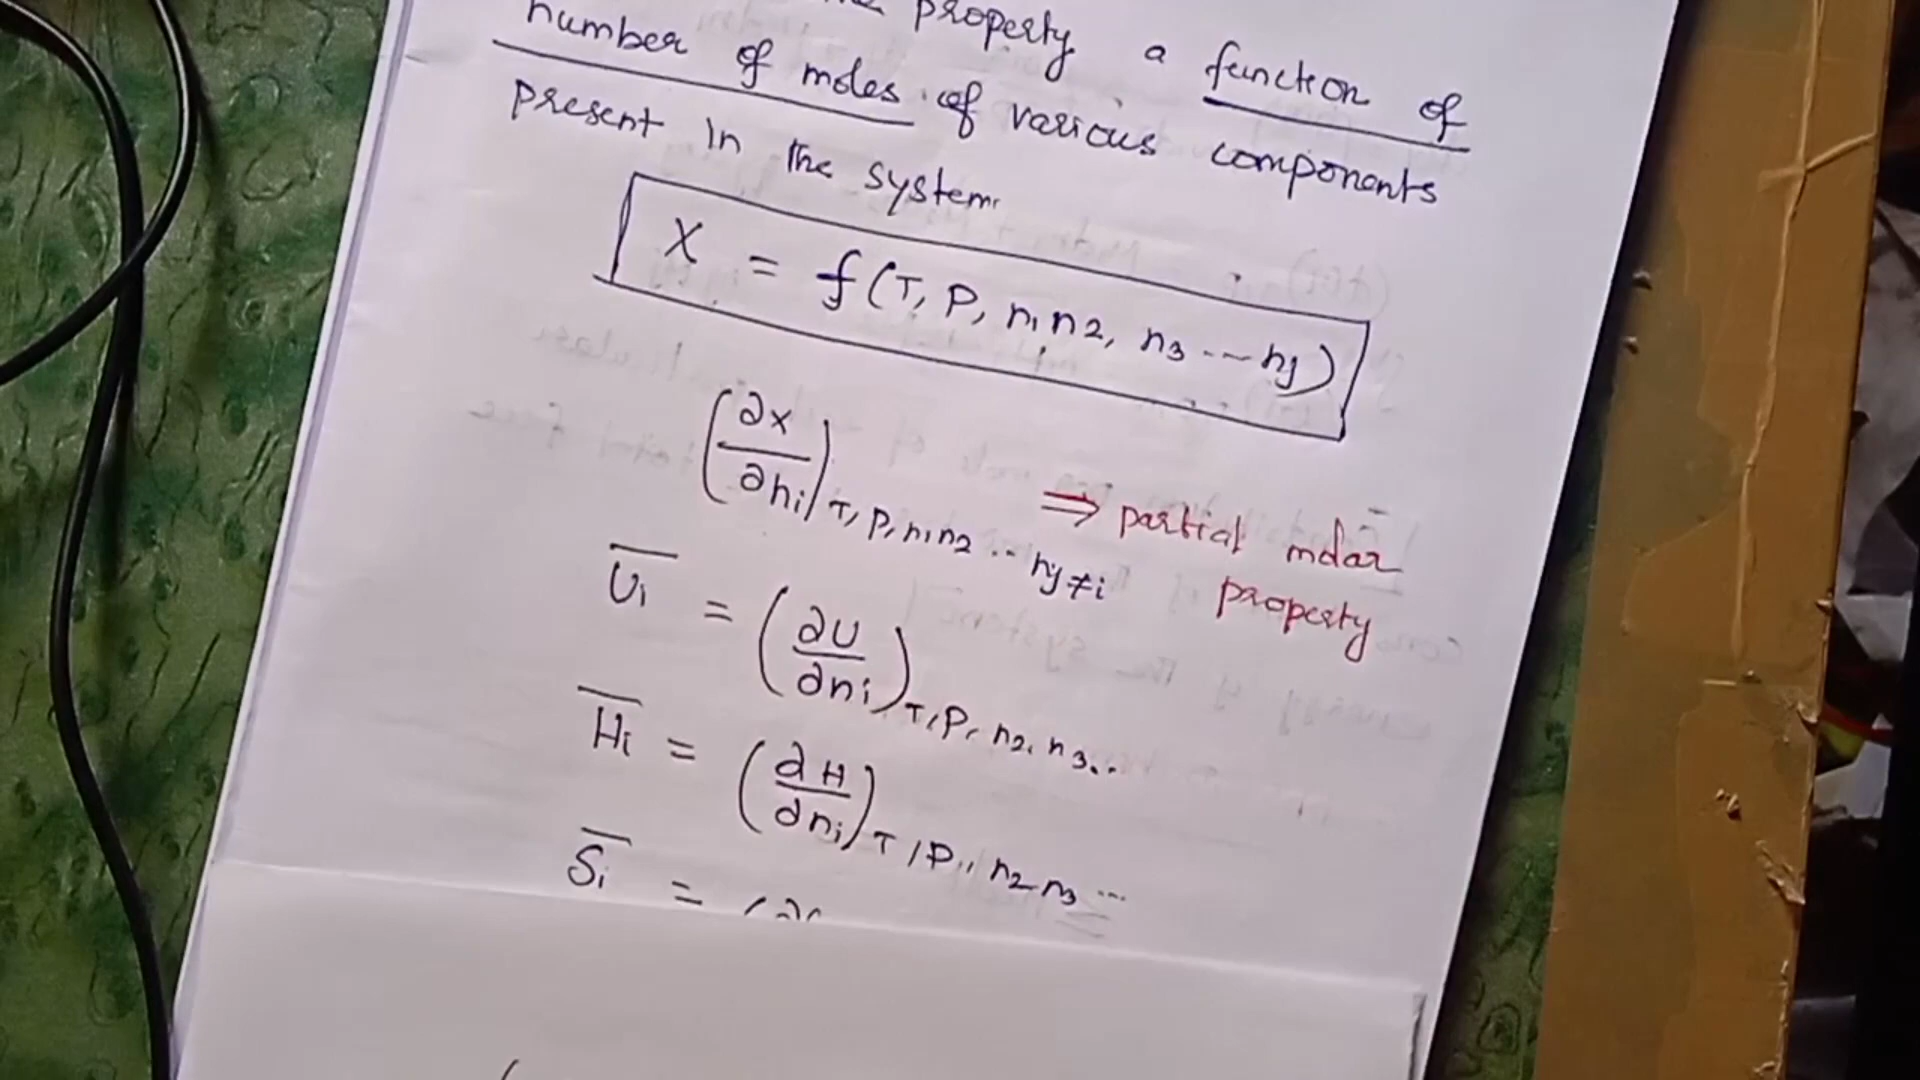 property a function of
number of moles of various components
present in the system.
X = f(T, P, n1, n2, n3 ... nj)
(∂X/∂ni)T, P, n1 n2 .. nj≠i ⇒ partial molar
property
Ūi = (∂U/∂ni)T, P, n2, n3..
H̄i = (∂H/∂ni)T, P,, n2 n3 ...
S̄i =